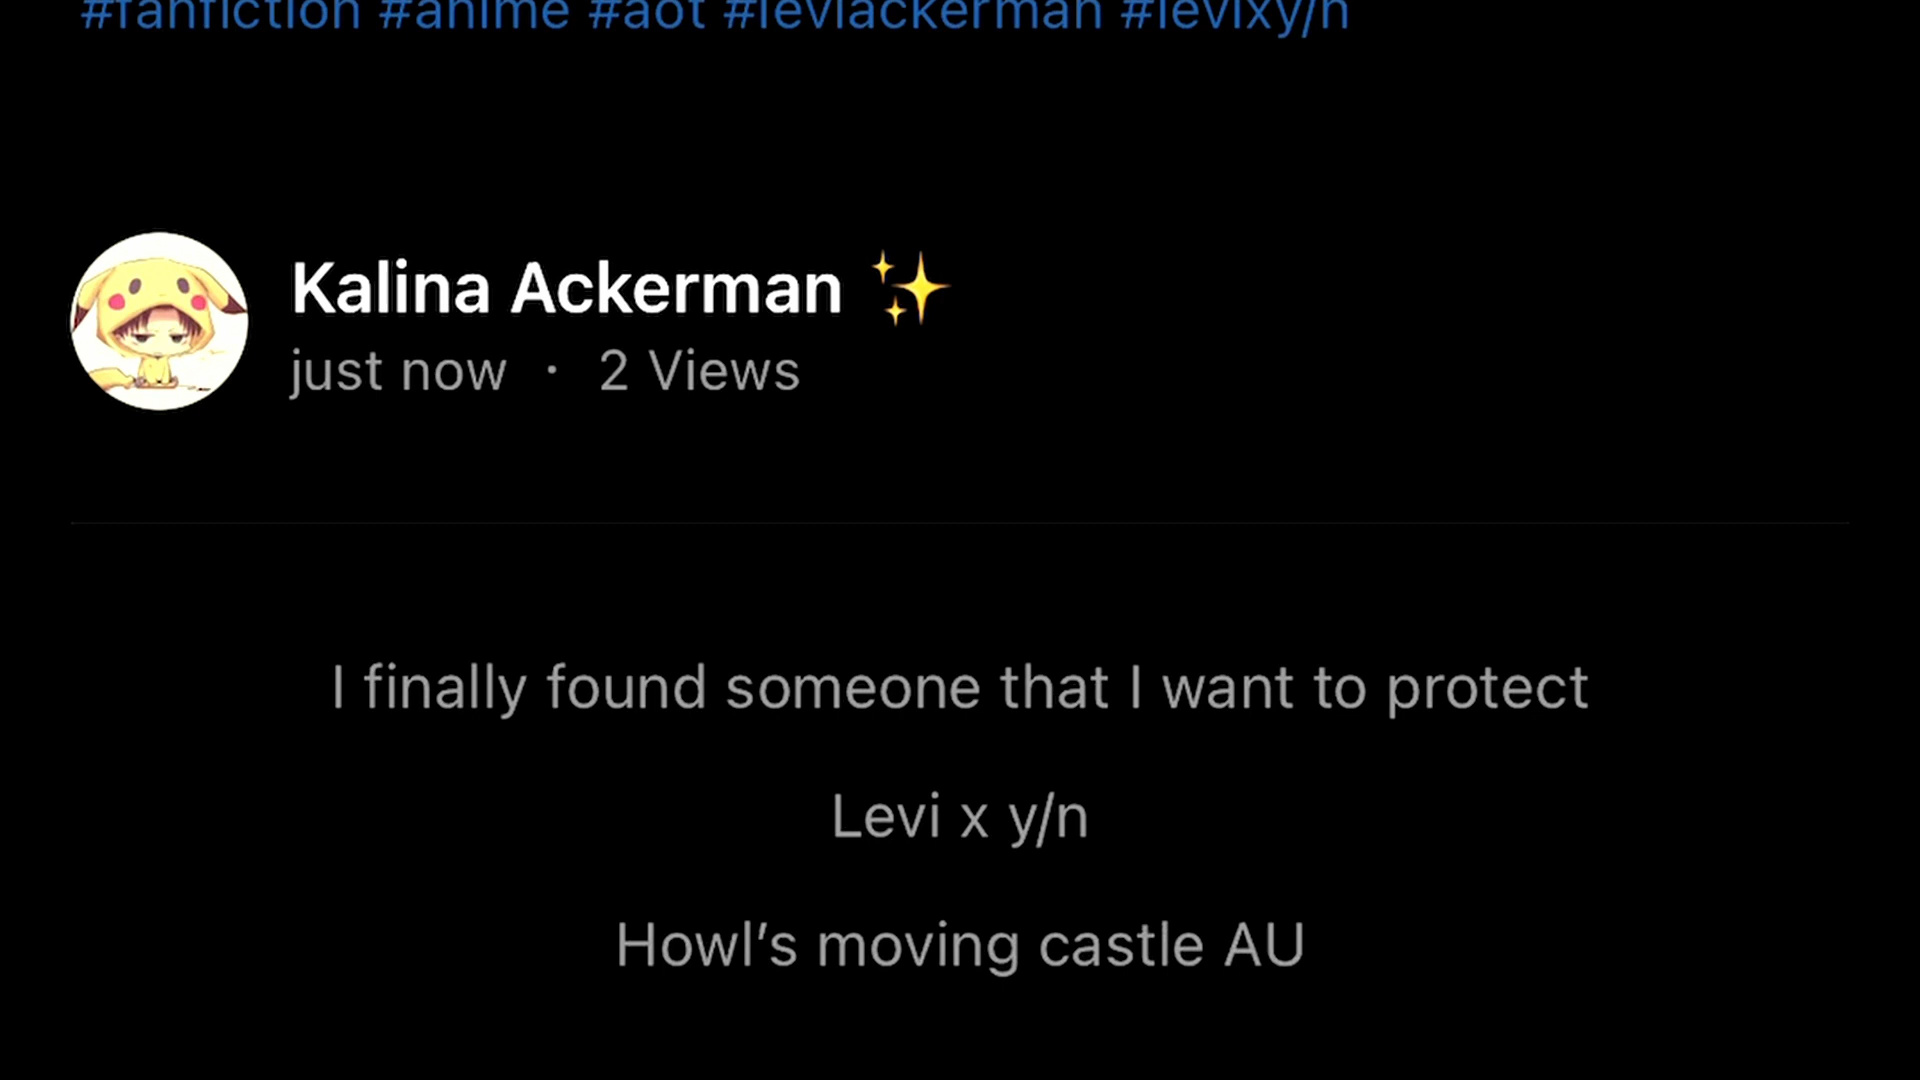 #fanfiction #anime #aot #leviackerman #levixy/n
Kalina Ackerman ✨
just now · 2 Views
I finally found someone that I want to protect
Levi x y/n
Howl’s moving castle AU